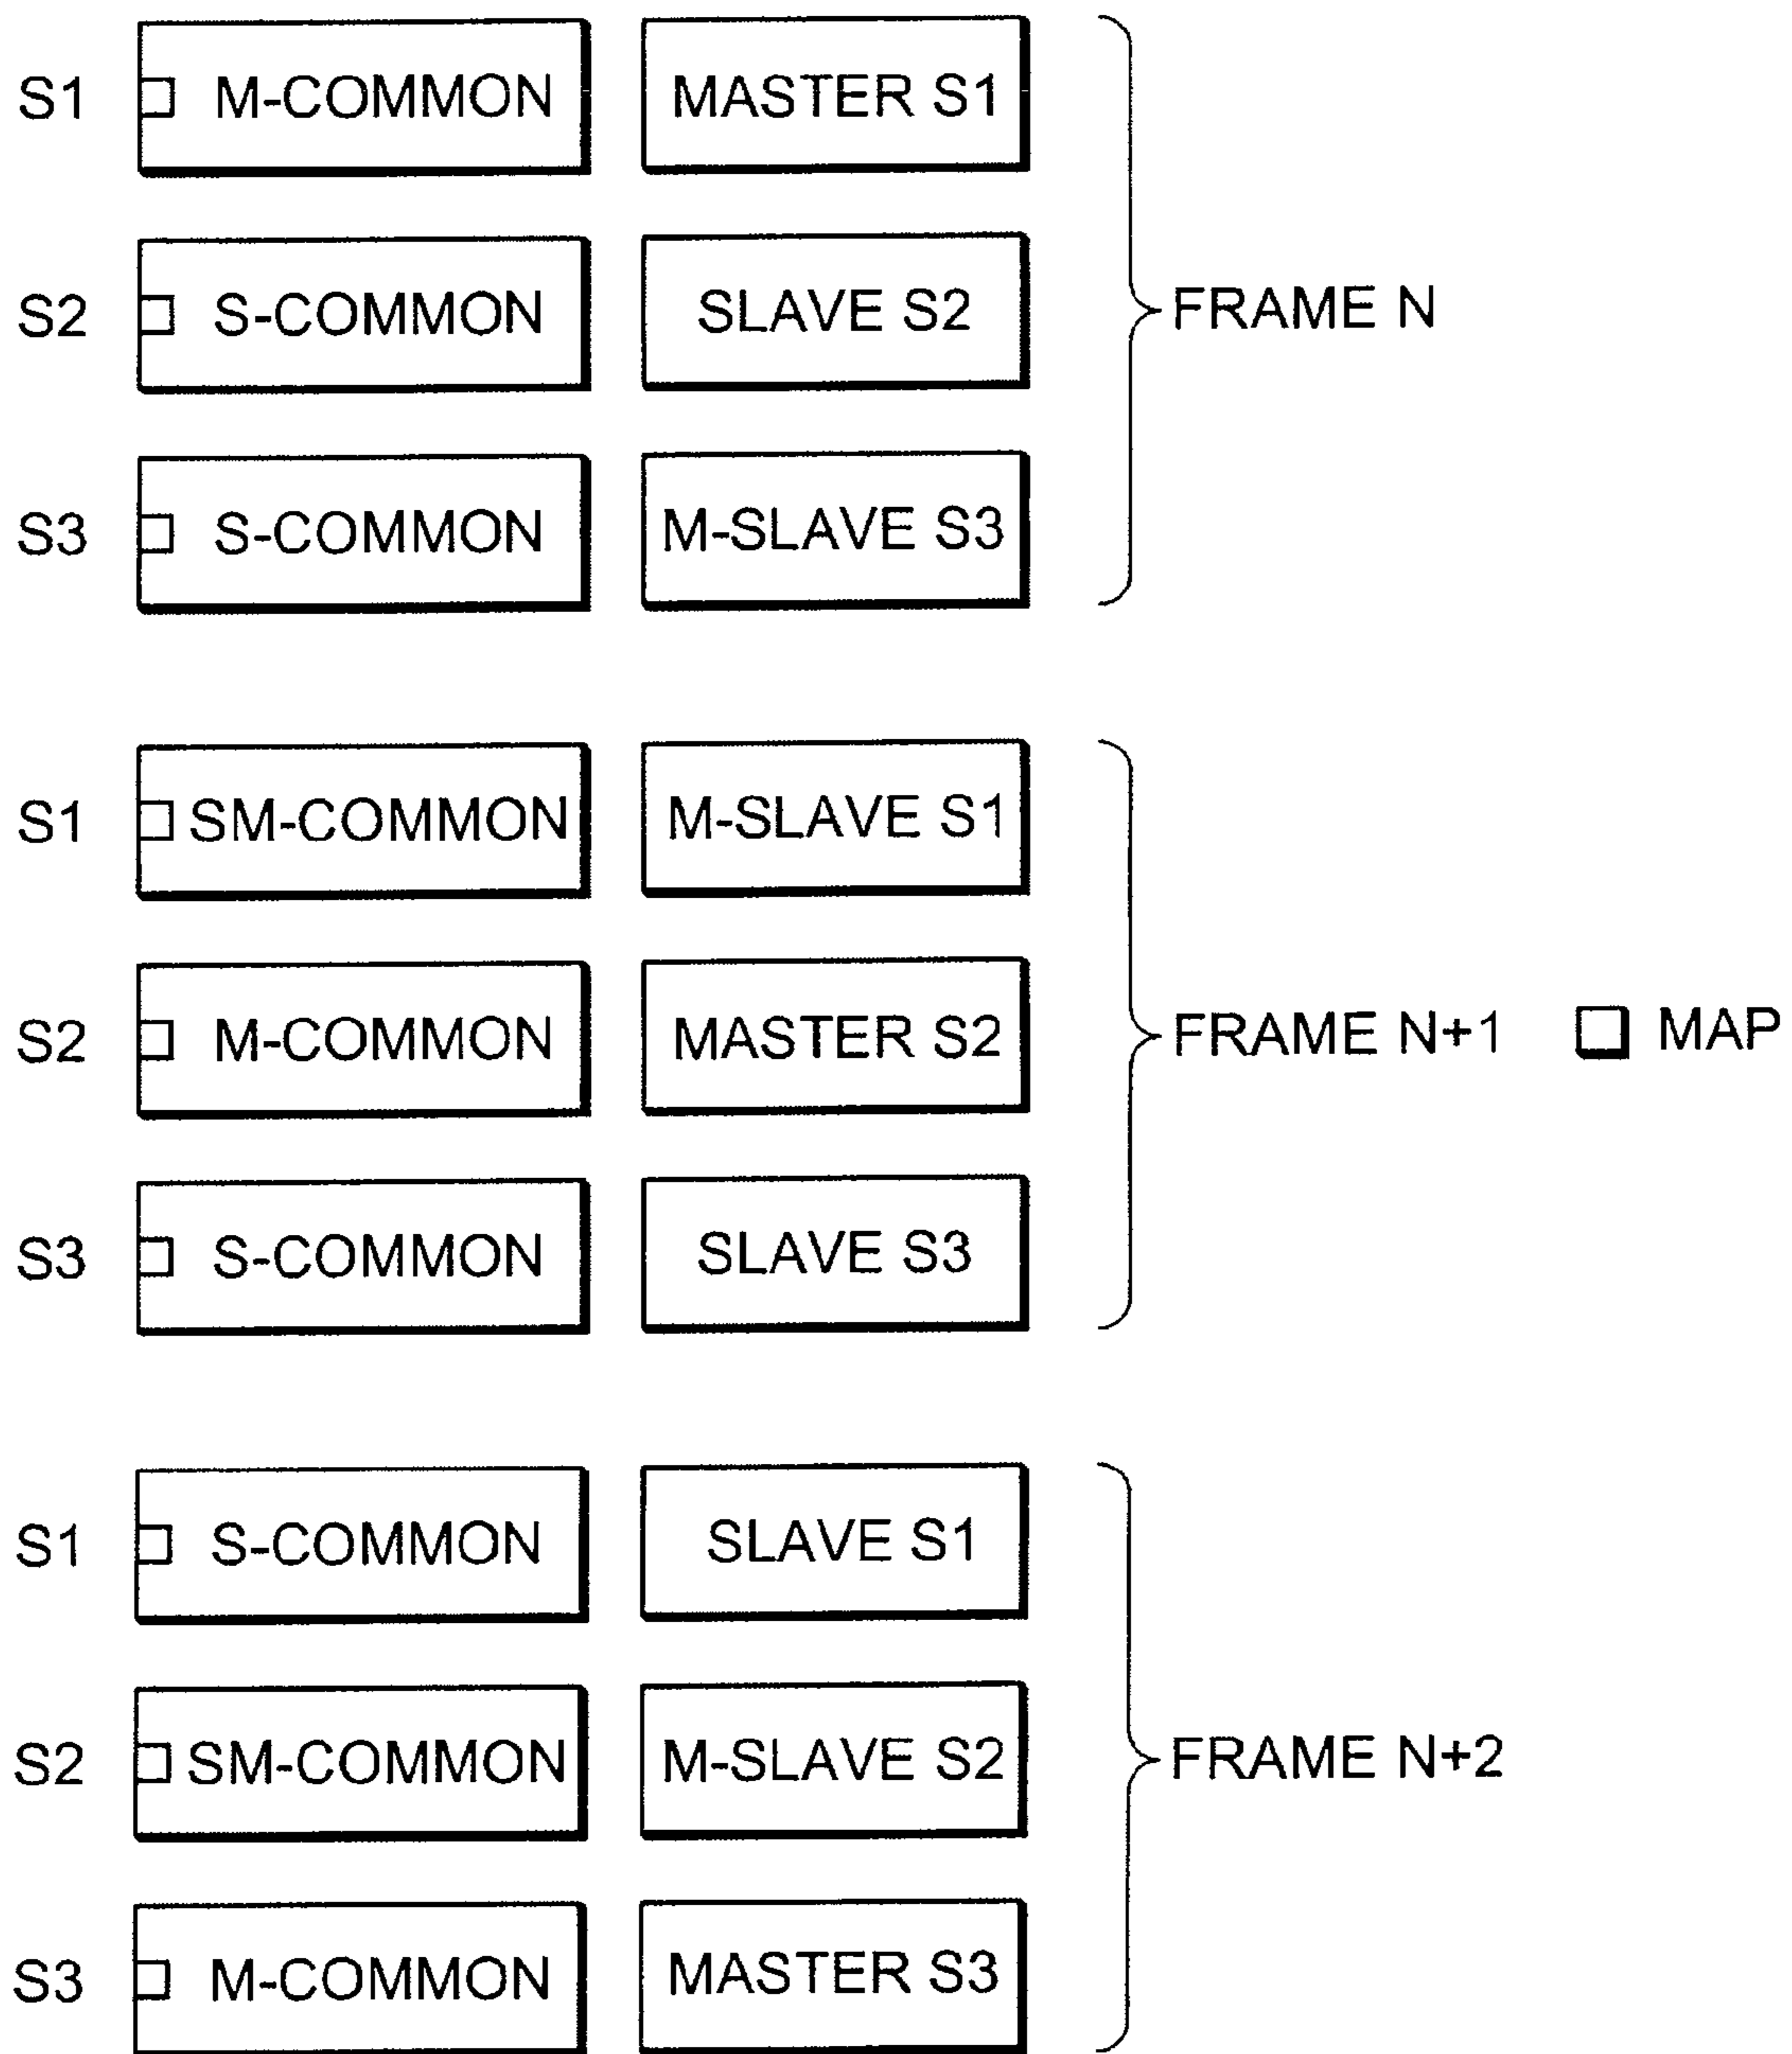 S1 M-COMMON MASTER S1
S2 S-COMMON SLAVE S2 FRAME N
S3 S-COMMON M-SLAVE S3
S1 SM-COMMON M-SLAVE S1
S2 M-COMMON MASTER S2 FRAME N+1 MAP
S3 S-COMMON SLAVE S3
S1 S-COMMON SLAVE S1
S2 SM-COMMON M-SLAVE S2 FRAME N+2
S3 M-COMMON MASTER S3